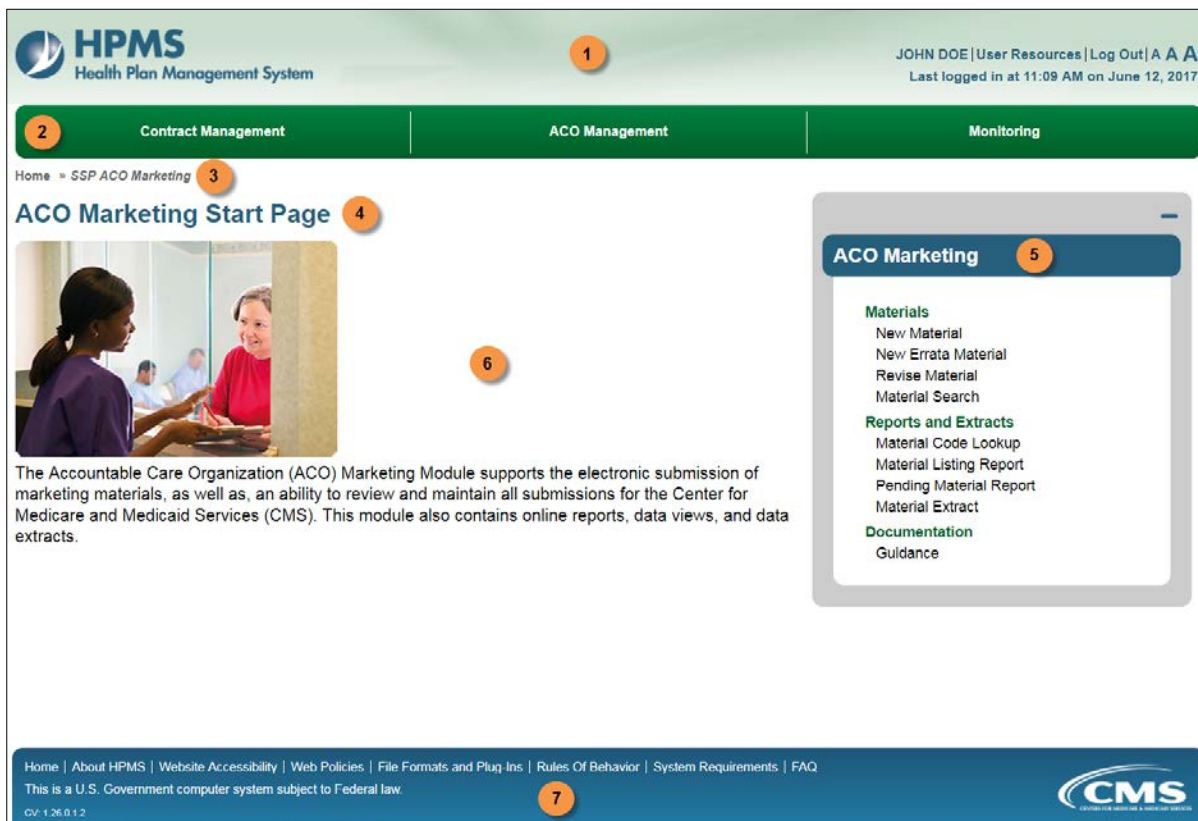 HPMS
Health Plan Management System
1
JOHN DOE|User Resources|Log Out|A A A
Last logged in at 11:09 AM on June 12, 2017
2
Contract Management
ACO Management
Monitoring
Home » SSP ACO Marketing
3
ACO Marketing Start Page
4
6
The Accountable Care Organization (ACO) Marketing Module supports the electronic submission of
marketing materials, as well as, an ability to review and maintain all submissions for the Center for
Medicare and Medicaid Services (CMS). This module also contains online reports, data views, and data
extracts.
ACO Marketing
5
Materials
New Material
New Errata Material
Revise Material
Material Search
Reports and Extracts
Material Code Lookup
Material Listing Report
Pending Material Report
Material Extract
Documentation
Guidance
Home | About HPMS | Website Accessibility | Web Policies | File Formats and Plug-Ins | Rules Of Behavior | System Requirements | FAQ
This is a U.S. Government computer system subject to Federal law.
CV: 1.26.0.1.2
7
CMS
CENTERS FOR MEDICARE & MEDICAID SERVICES